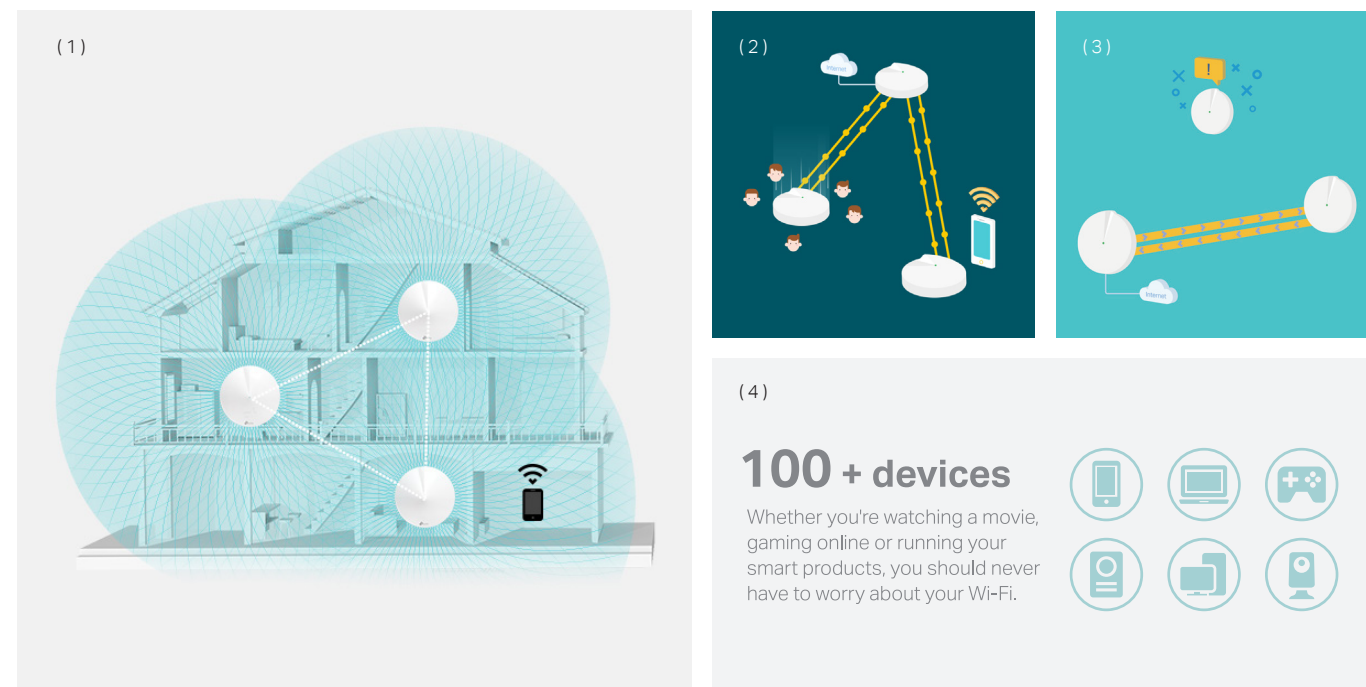 (1)
(2)
Internet
(3)
!
Internet
(4)
100 + devices
Whether you're watching a movie,
gaming online or running your
smart products, you should never
have to worry about your Wi-Fi.